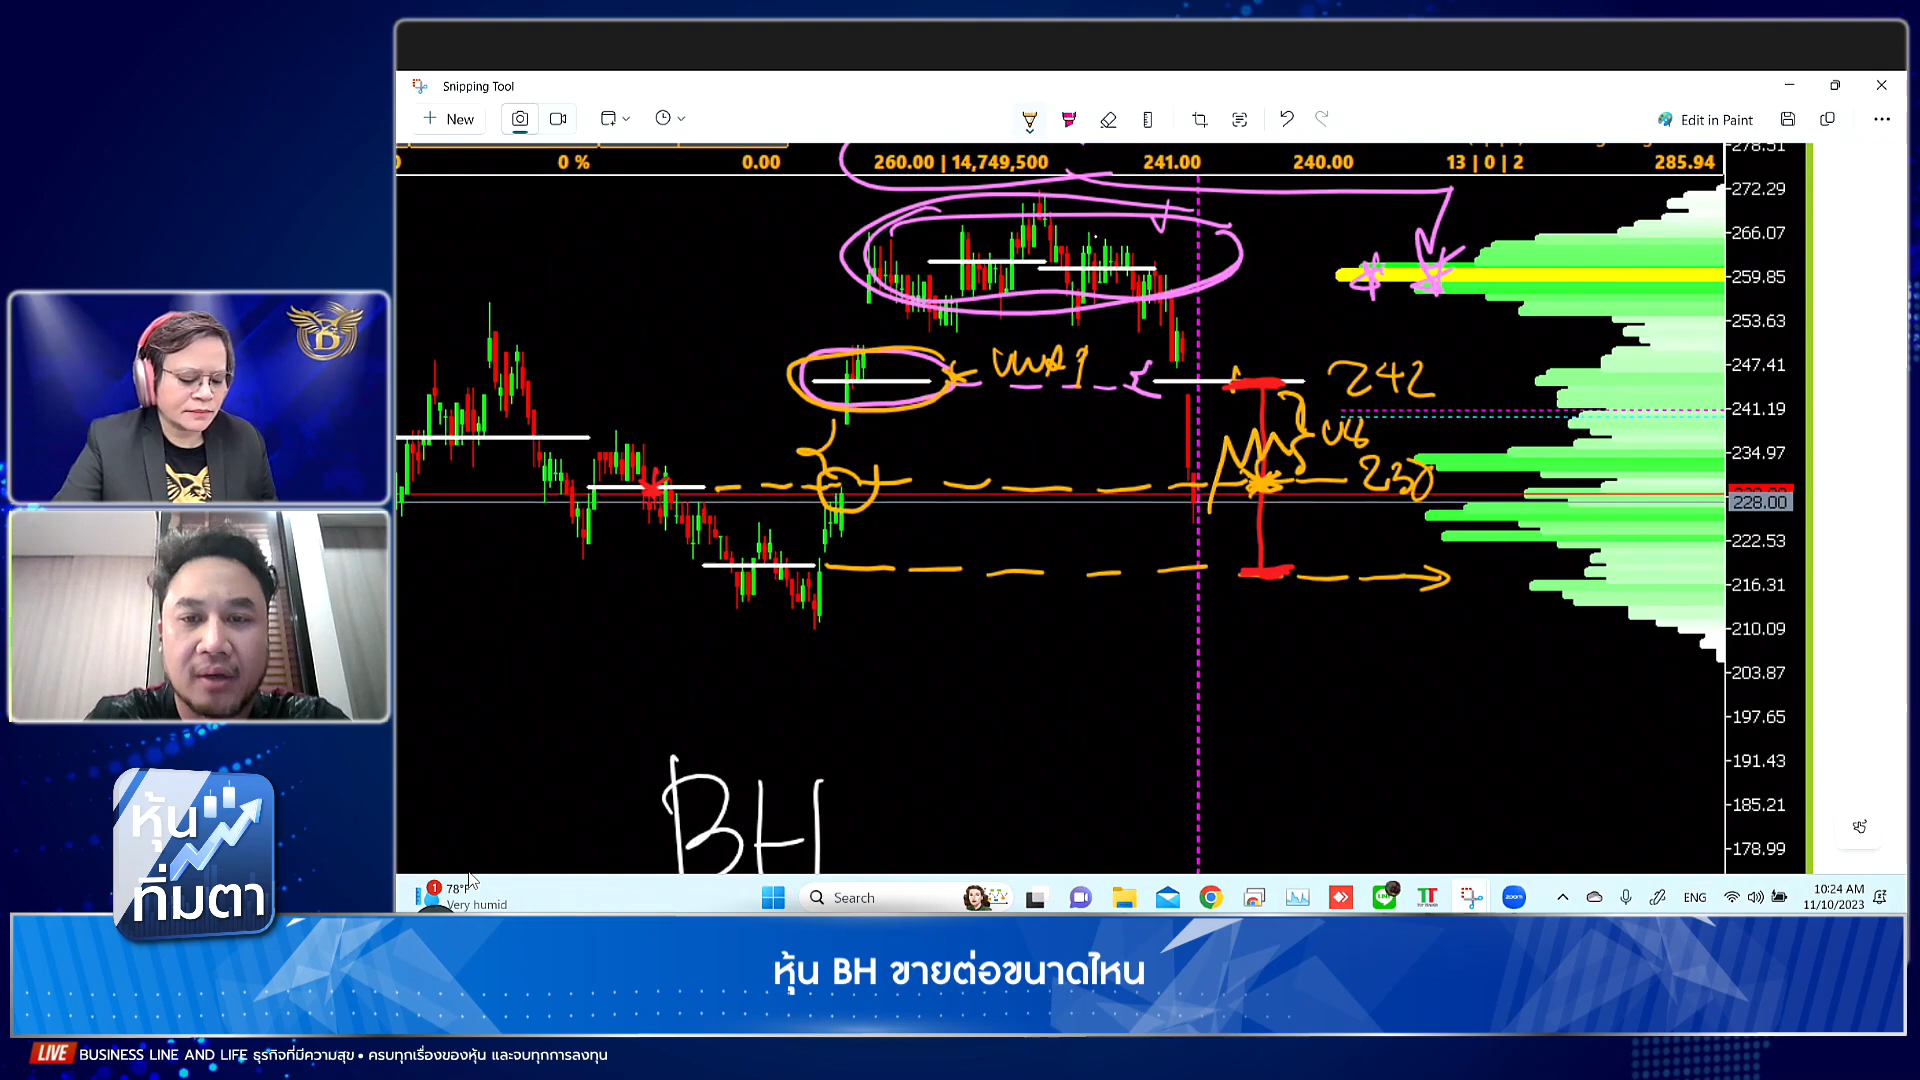 Snipping Tool
New
Edit in Paint
0 % 0.00 260.00 | 14,749,500 241.00 240.00 13 | 0 | 2 285.94
278.51
272.29
266.07
259.85
253.63
247.41
241.19
234.97
228.00
222.53
216.31
210.09
203.87
197.65
191.43
185.21
178.99
242
230
BH
B
หุ้น
ทิ่มตา
1
78°F
Very humid
Search
ENG
10:24 AM
11/10/2023
zoom
หุ้น BH ขายต่อขนาดไหน
LIVE BUSINESS LINE AND LIFE ธุรกิจที่มีความสุข • ครบทุกเรื่องของหุ้น และจบทุกการลงทุน